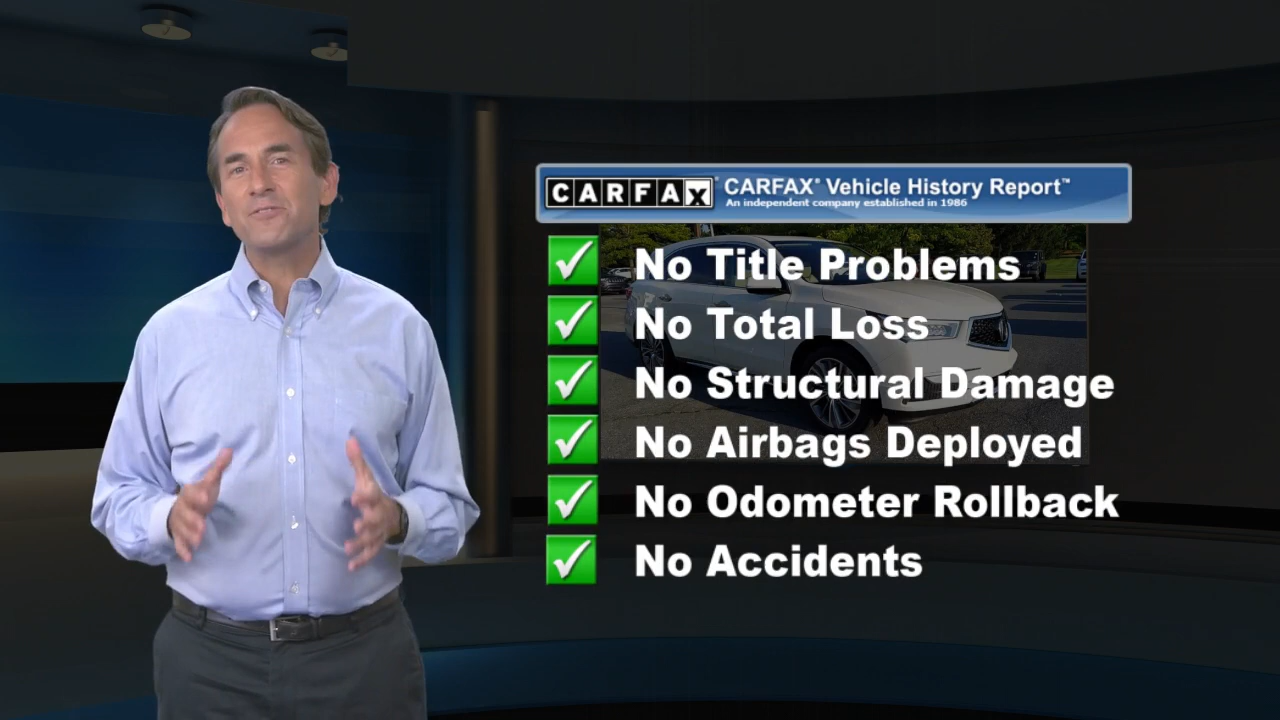 CARFAX® CARFAX® Vehicle History Report™
An independent company established in 1986
No Title Problems
No Total Loss
No Structural Damage
No Airbags Deployed
No Odometer Rollback
No Accidents